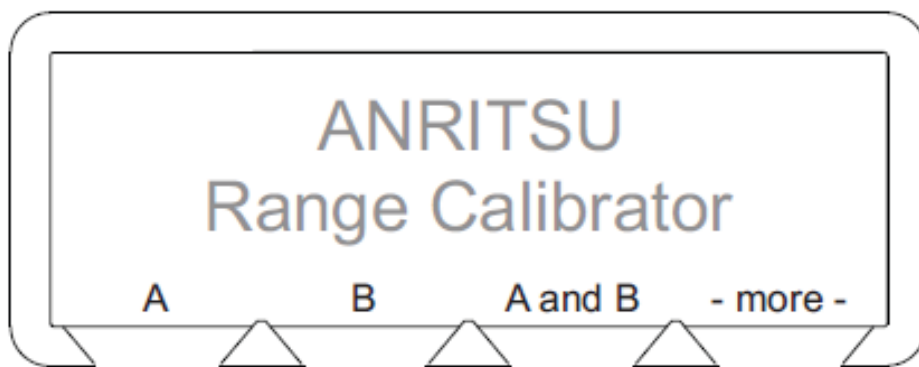 ANRITSU
Range Calibrator
A B A and B - more -